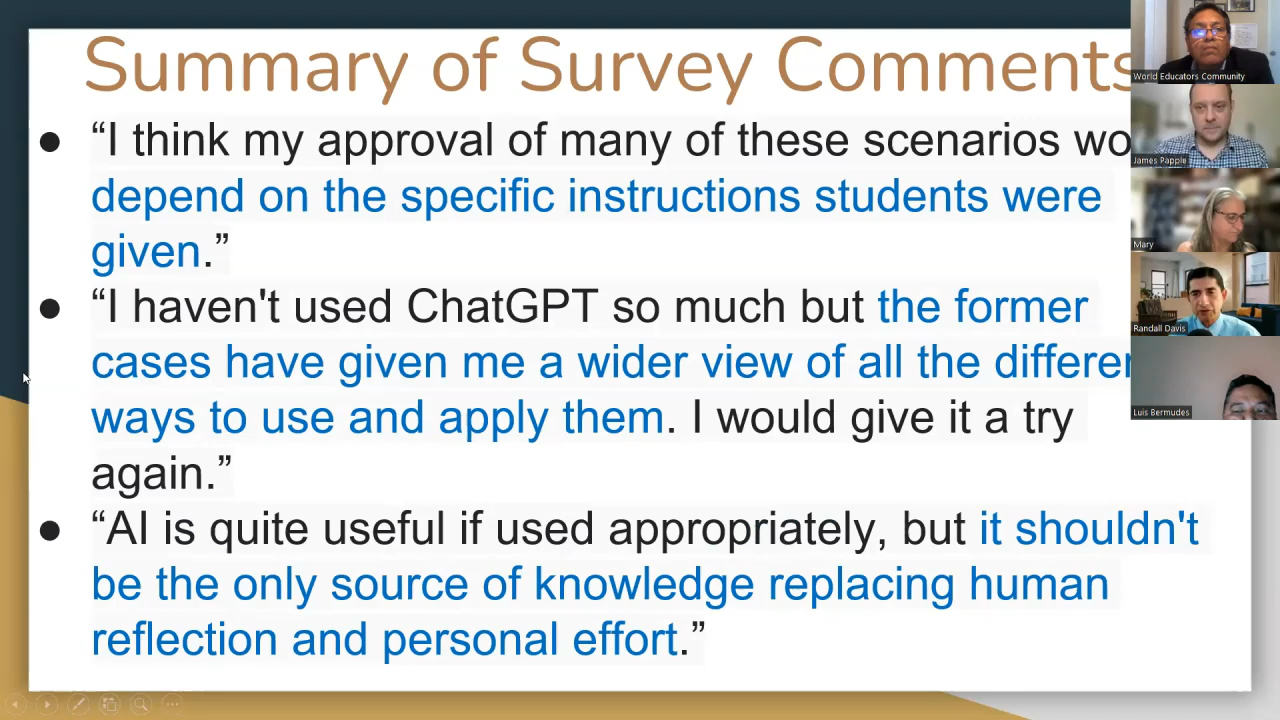 Summary of Survey Comments
● “I think my approval of many of these scenarios wo
depend on the specific instructions students were
given.”
● “I haven't used ChatGPT so much but the former
cases have given me a wider view of all the differen
ways to use and apply them. I would give it a try
again.”
● “AI is quite useful if used appropriately, but it shouldn't
be the only source of knowledge replacing human
reflection and personal effort.”
World Educators Community
James Papple
Mary
Randall Davis
Luis Bermudes